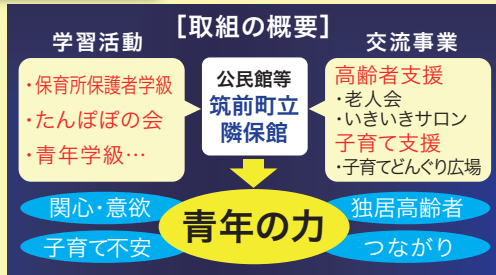 [取組の概要]
学習活動
・保育所保護者学級
・たんぽぽの会
・青年学級…
公民館等
筑前町立
隣保館
交流事業
高齢者支援
・老人会
・いきいきサロン
子育て支援
・子育てどんぐり広場
関心・意欲
子育て不安
青年の力
独居高齢者
つながり